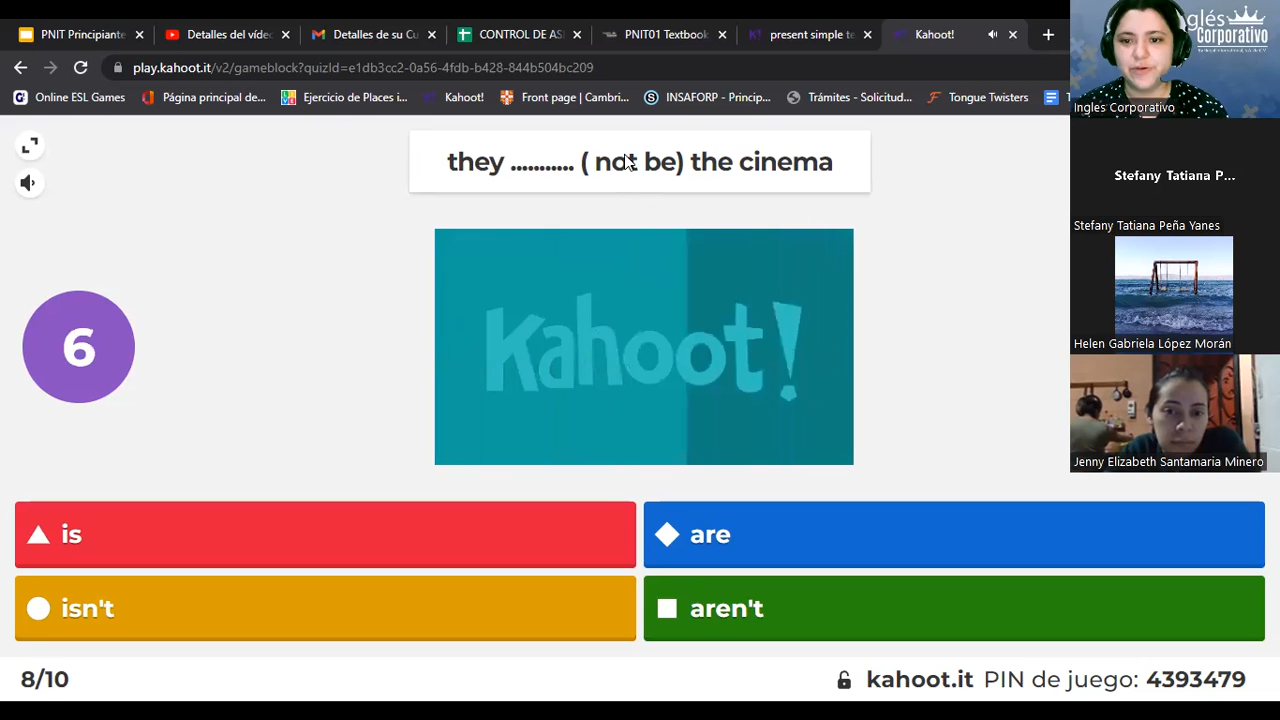 PNIT Principiante
Detalles del víde
Detalles de su Cu
CONTROL DE ASI
PNIT01 Textbook
present simple te
Kahoot!
glés
Corporativo
play.kahoot.it/v2/gameblock?quizId=e1db3cc2-0a56-4fdb-b428-844b504bc209
Online ESL Games
Página principal de...
Ejercicio de Places i...
Kahoot!
Front page | Cambri...
INSAFORP - Princip...
Trámites - Solicitud...
Tongue Twisters
Ingles Corporativo
they ........... ( not be) the cinema
Stefany Tatiana P...
Stefany Tatiana Peña Yanes
Kahoot!
6
Helen Gabriela López Morán
Jenny Elizabeth Santamaria Minero
is
are
isn't
aren't
8/10
kahoot.it PIN de juego: 4393479